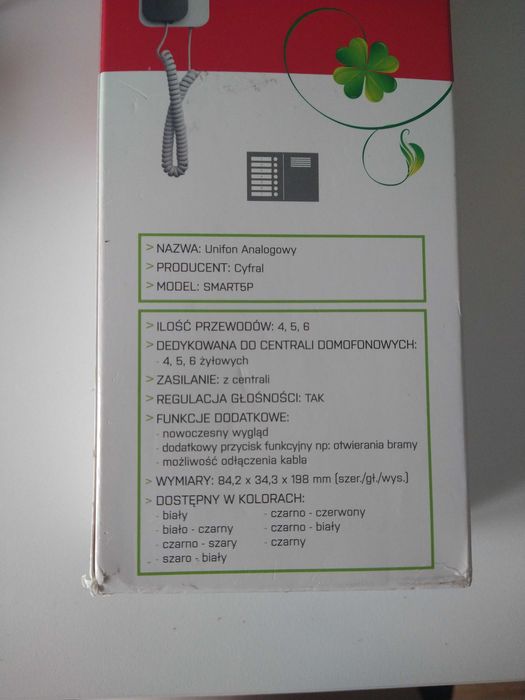 > NAZWA: Unifon Analogowy
> PRODUCENT: Cyfral
> MODEL: SMART5P
> ILOŚĆ PRZEWODÓW: 4, 5, 6
> DEDYKOWANA DO CENTRALI DOMOFONOWYCH:
- 4, 5, 6 żyłowych
> ZASILANIE: z centrali
> REGULACJA GŁOŚNOŚCI: TAK
> FUNKCJE DODATKOWE:
- nowoczesny wygląd
- dodatkowy przycisk funkcyjny np: otwierania bramy
- możliwość odłączenia kabla
> WYMIARY: 84,2 x 34,3 x 198 mm (szer./gł./wys.)
> DOSTĘPNY W KOLORACH:
- biały
- biało - czarny
- czarno - szary
- szaro - biały
- czarno - czerwony
- czarno - biały
- czarny